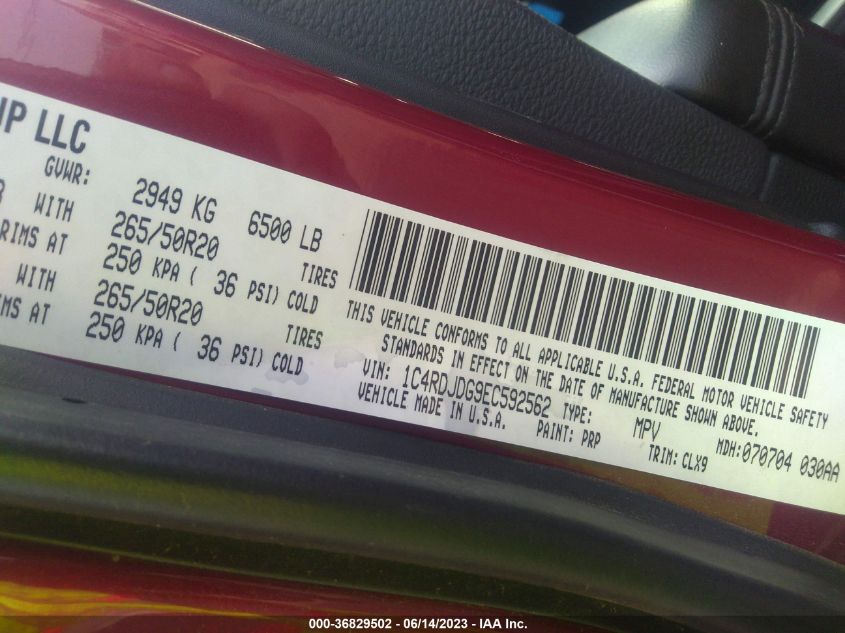 UP LLC
GVWR: 2949 KG 6500 LB
WITH 265/50R20 TIRES
RIMS AT 250 KPA ( 36 PSI) COLD
WITH 265/50R20 TIRES
IMS AT 250 KPA ( 36 PSI) COLD
THIS VEHICLE CONFORMS TO ALL APPLICABLE U.S.A. FEDERAL MOTOR VEHICLE SAFETY
STANDARDS IN EFFECT ON THE DATE OF MANUFACTURE SHOWN ABOVE.
VIN: 1C4RDJDG9EC592562 TYPE: MPV MDH:070704 030AA
VEHICLE MADE IN U.S.A. PAINT: PRP TRIM: CLX9
000-36829502 - 06/14/2023 - IAA Inc.